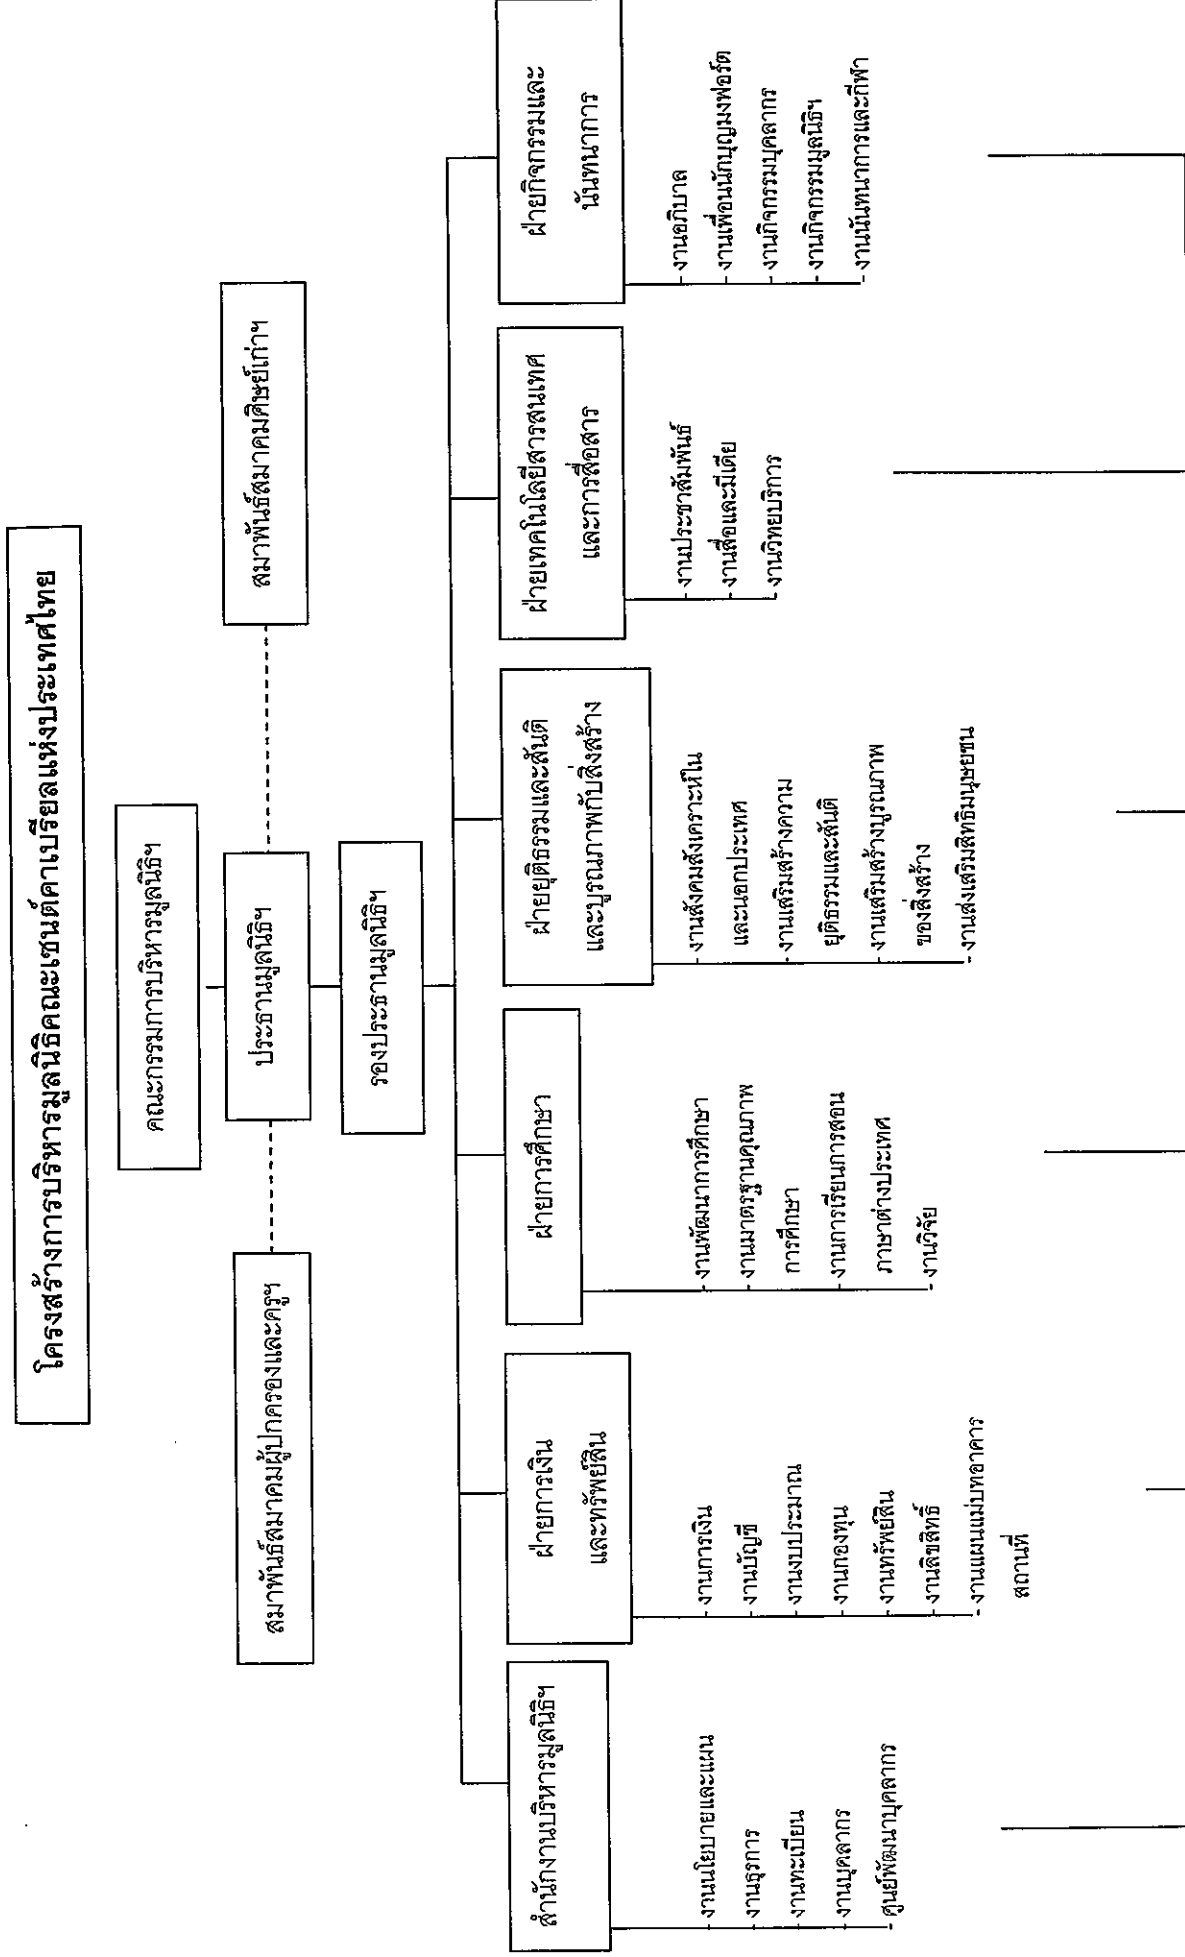 โครงสร้างการบริหารมูลนิธิคณะเซนต์คาเบรียลแห่งประเทศไทย
คณะกรรมการบริหารมูลนิธิฯ
สมาพันธ์สมาคมผู้ปกครองและครูฯ
ประธานมูลนิธิฯ
สมาพันธ์สมาคมศิษย์เก่าฯ
รองประธานมูลนิธิฯ
สำนักงานบริหารมูลนิธิฯ
- งานนโยบายและแผน
- งานธุรการ
- งานทะเบียน
- งานบุคลากร
- ศูนย์พัฒนาบุคลากร
ฝ่ายการเงิน
และทรัพย์สิน
- งานการเงิน
- งานบัญชี
- งานงบประมาณ
- งานกองทุน
- งานทรัพย์สิน
- งานลิขสิทธิ์
- งานแผนแม่บทอาคาร
สถานที่
ฝ่ายการศึกษา
- งานพัฒนาการศึกษา
- งานมาตรฐานคุณภาพ
การศึกษา
- งานการเรียนการสอน
ภาษาต่างประเทศ
- งานวิจัย
ฝ่ายยุติธรรมและสันติ
และบูรณภาพกับสิ่งสร้าง
- งานสังคมสังเคราะห์ใน
และนอกประเทศ
- งานเสริมสร้างความ
ยุติธรรมและสันติ
- งานเสริมสร้างบูรณภาพ
ของสิ่งสร้าง
- งานส่งเสริมสิทธิมนุษยชน
ฝ่ายเทคโนโลยีสารสนเทศ
และการสื่อสาร
- งานประชาสัมพันธ์
- งานสื่อและมีเดีย
- งานวิทยบริการ
ฝ่ายกิจกรรมและ
นันทนาการ
- งานอภิบาล
- งานเพื่อนนักบุญมงฟอร์ต
- งานกิจกรรมบุคลากร
- งานกิจกรรมมูลนิธิฯ
- งานนันทนาการและกีฬา